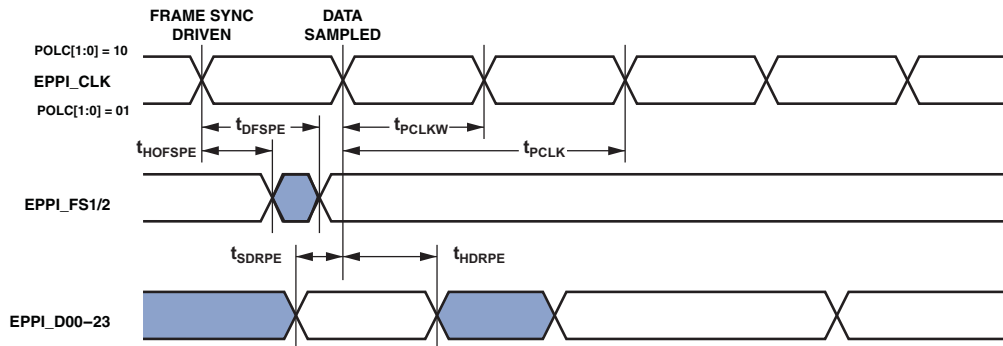 FRAME SYNC
DRIVEN
DATA
SAMPLED
POLC[1:0] = 10
EPPI_CLK
POLC[1:0] = 01
tDFSPE
tPCLKW
tHOFSPE
tPCLK
EPPI_FS1/2
tSDRPE
tHDRPE
EPPI_D00–23